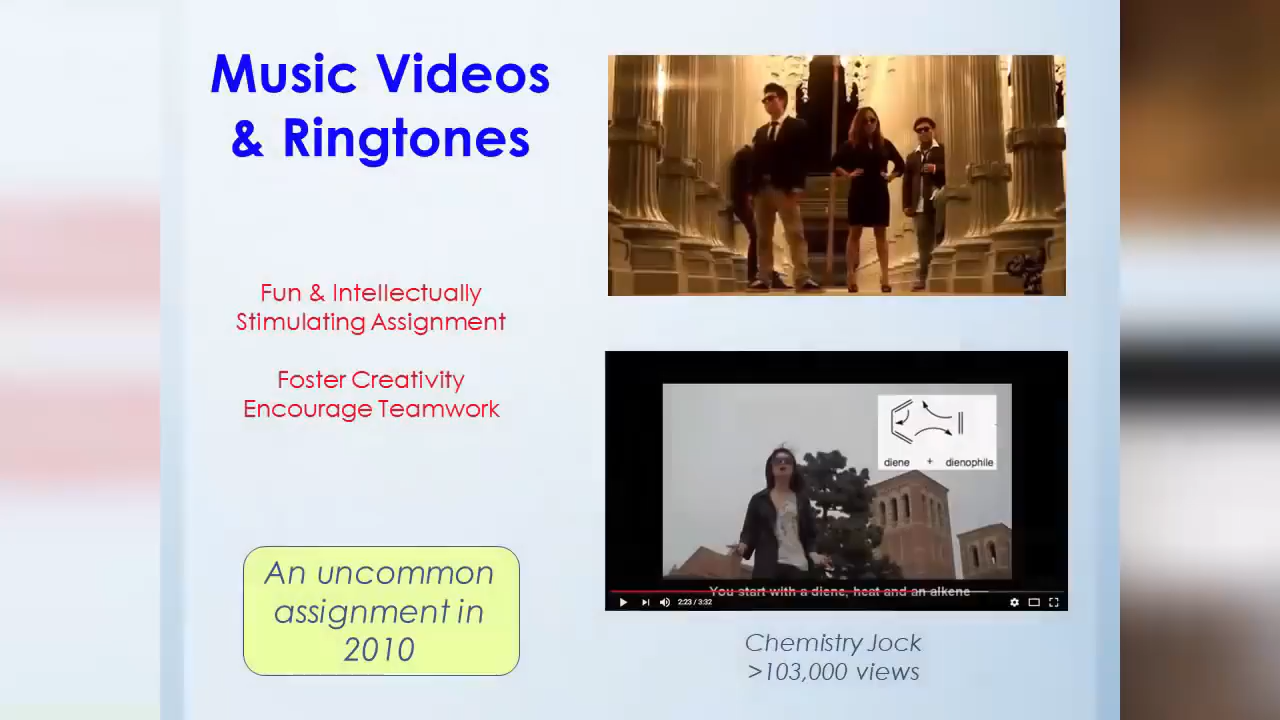 Music Videos
& Ringtones
Fun & Intellectually
Stimulating Assignment
Foster Creativity
Encourage Teamwork
An uncommon
assignment in
2010
diene + dienophile
You start with a diene, heat and an alkene
2:23 / 3:32
Chemistry Jock
>103,000 views